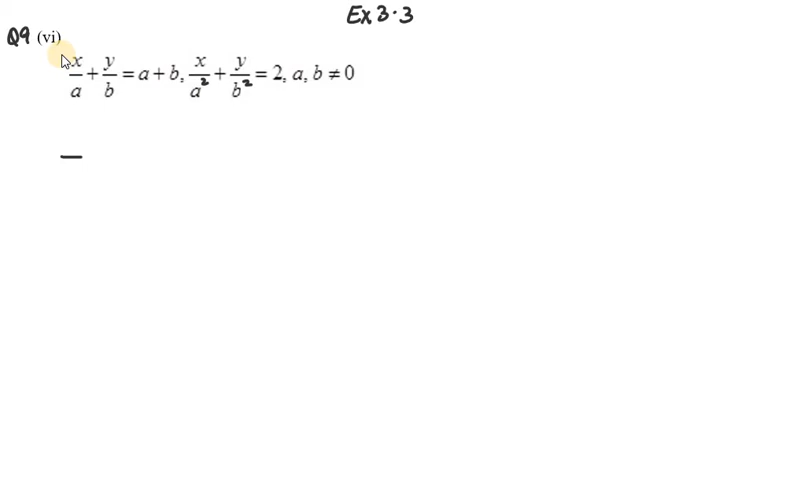 Ex 3.3
Q9 (vi)
x/a + y/b = a + b, x/a² + y/b² = 2, a, b ≠ 0